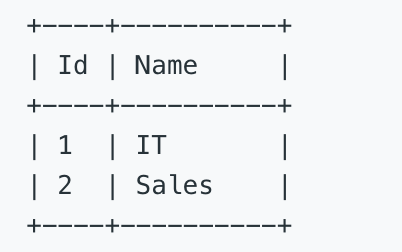 +----+----------+
| Id | Name     |
+----+----------+
| 1  | IT       |
| 2  | Sales    |
+----+----------+